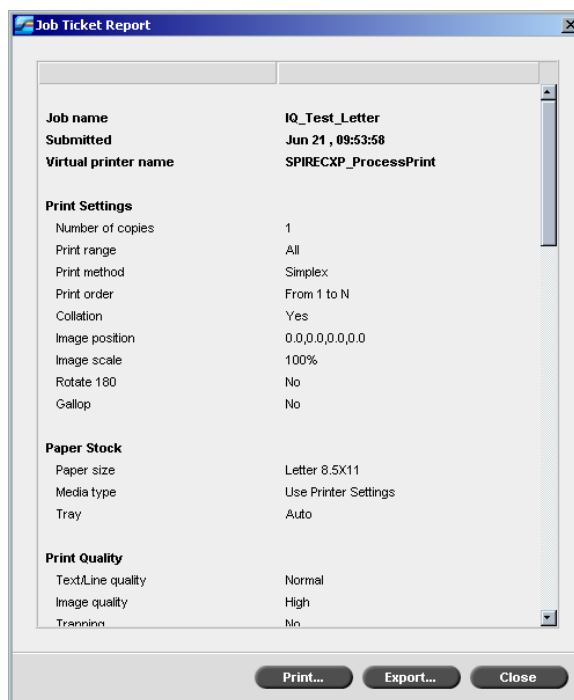 Job Ticket Report
Job name IQ_Test_Letter
Submitted Jun 21 , 09:53:58
Virtual printer name SPIRECXP_ProcessPrint
Print Settings
Number of copies 1
Print range All
Print method Simplex
Print order From 1 to N
Collation Yes
Image position 0.0,0.0,0.0,0.0
Image scale 100%
Rotate 180 No
Gallop No
Paper Stock
Paper size Letter 8.5X11
Media type Use Printer Settings
Tray Auto
Print Quality
Text/Line quality Normal
Image quality High
Trapping No
Print... Export... Close